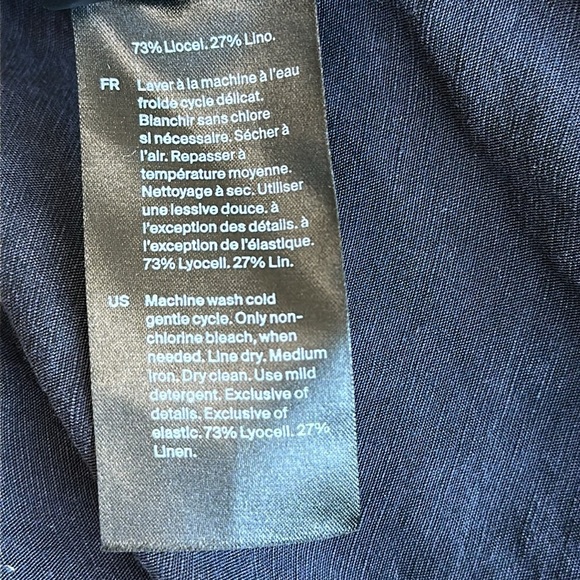 73% Liocel. 27% Lino.
FR Laver à la machine à l'eau
froide cycle délicat.
Blanchir sans chlore
si nécessaire. Sécher à
l'air. Repasser à
température moyenne.
Nettoyage à sec. Utiliser
une lessive douce. à
l'exception des détails. à
l'exception de l'élastique.
73% Lyocell. 27% Lin.
US Machine wash cold
gentle cycle. Only non-
chlorine bleach, when
needed. Line dry. Medium
iron. Dry clean. Use mild
detergent. Exclusive of
details. Exclusive of
elastic. 73% Lyocell. 27%
Linen.